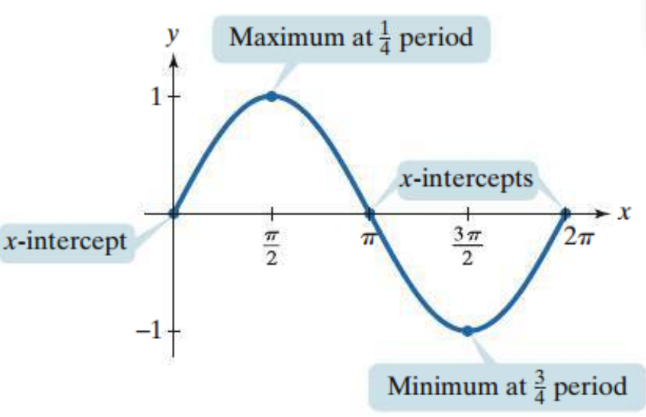 y
Maximum at 1/4 period
1
x-intercepts
x
x-intercept
π/2
π
3π/2
2π
−1
Minimum at 3/4 period